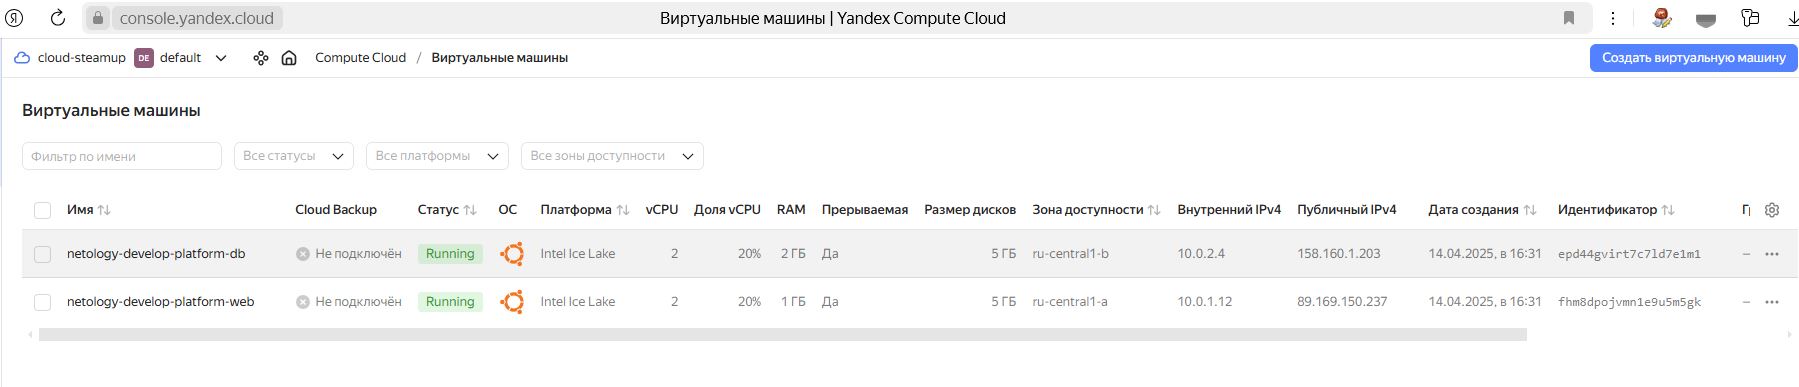 console.yandex.cloud Виртуальные машины | Yandex Compute Cloud
cloud-steamup DE default Compute Cloud / Виртуальные машины Создать виртуальную машину
Виртуальные машины
Фильтр по имени Все статусы Все платформы Все зоны доступности
Имя Cloud Backup Статус ОС Платформа vCPU Доля vCPU RAM Прерываемая Размер дисков Зона доступности Внутренний IPv4 Публичный IPv4 Дата создания Идентификатор
netology-develop-platform-db Не подключён Running Intel Ice Lake 2 20% 2 ГБ Да 5 ГБ ru-central1-b 10.0.2.4 158.160.1.203 14.04.2025, в 16:31 epd44gvirt7c7ld7e1m1 –
netology-develop-platform-web Не подключён Running Intel Ice Lake 2 20% 1 ГБ Да 5 ГБ ru-central1-a 10.0.1.12 89.169.150.237 14.04.2025, в 16:31 fhm8dpojvmn1e9u5m5gk –